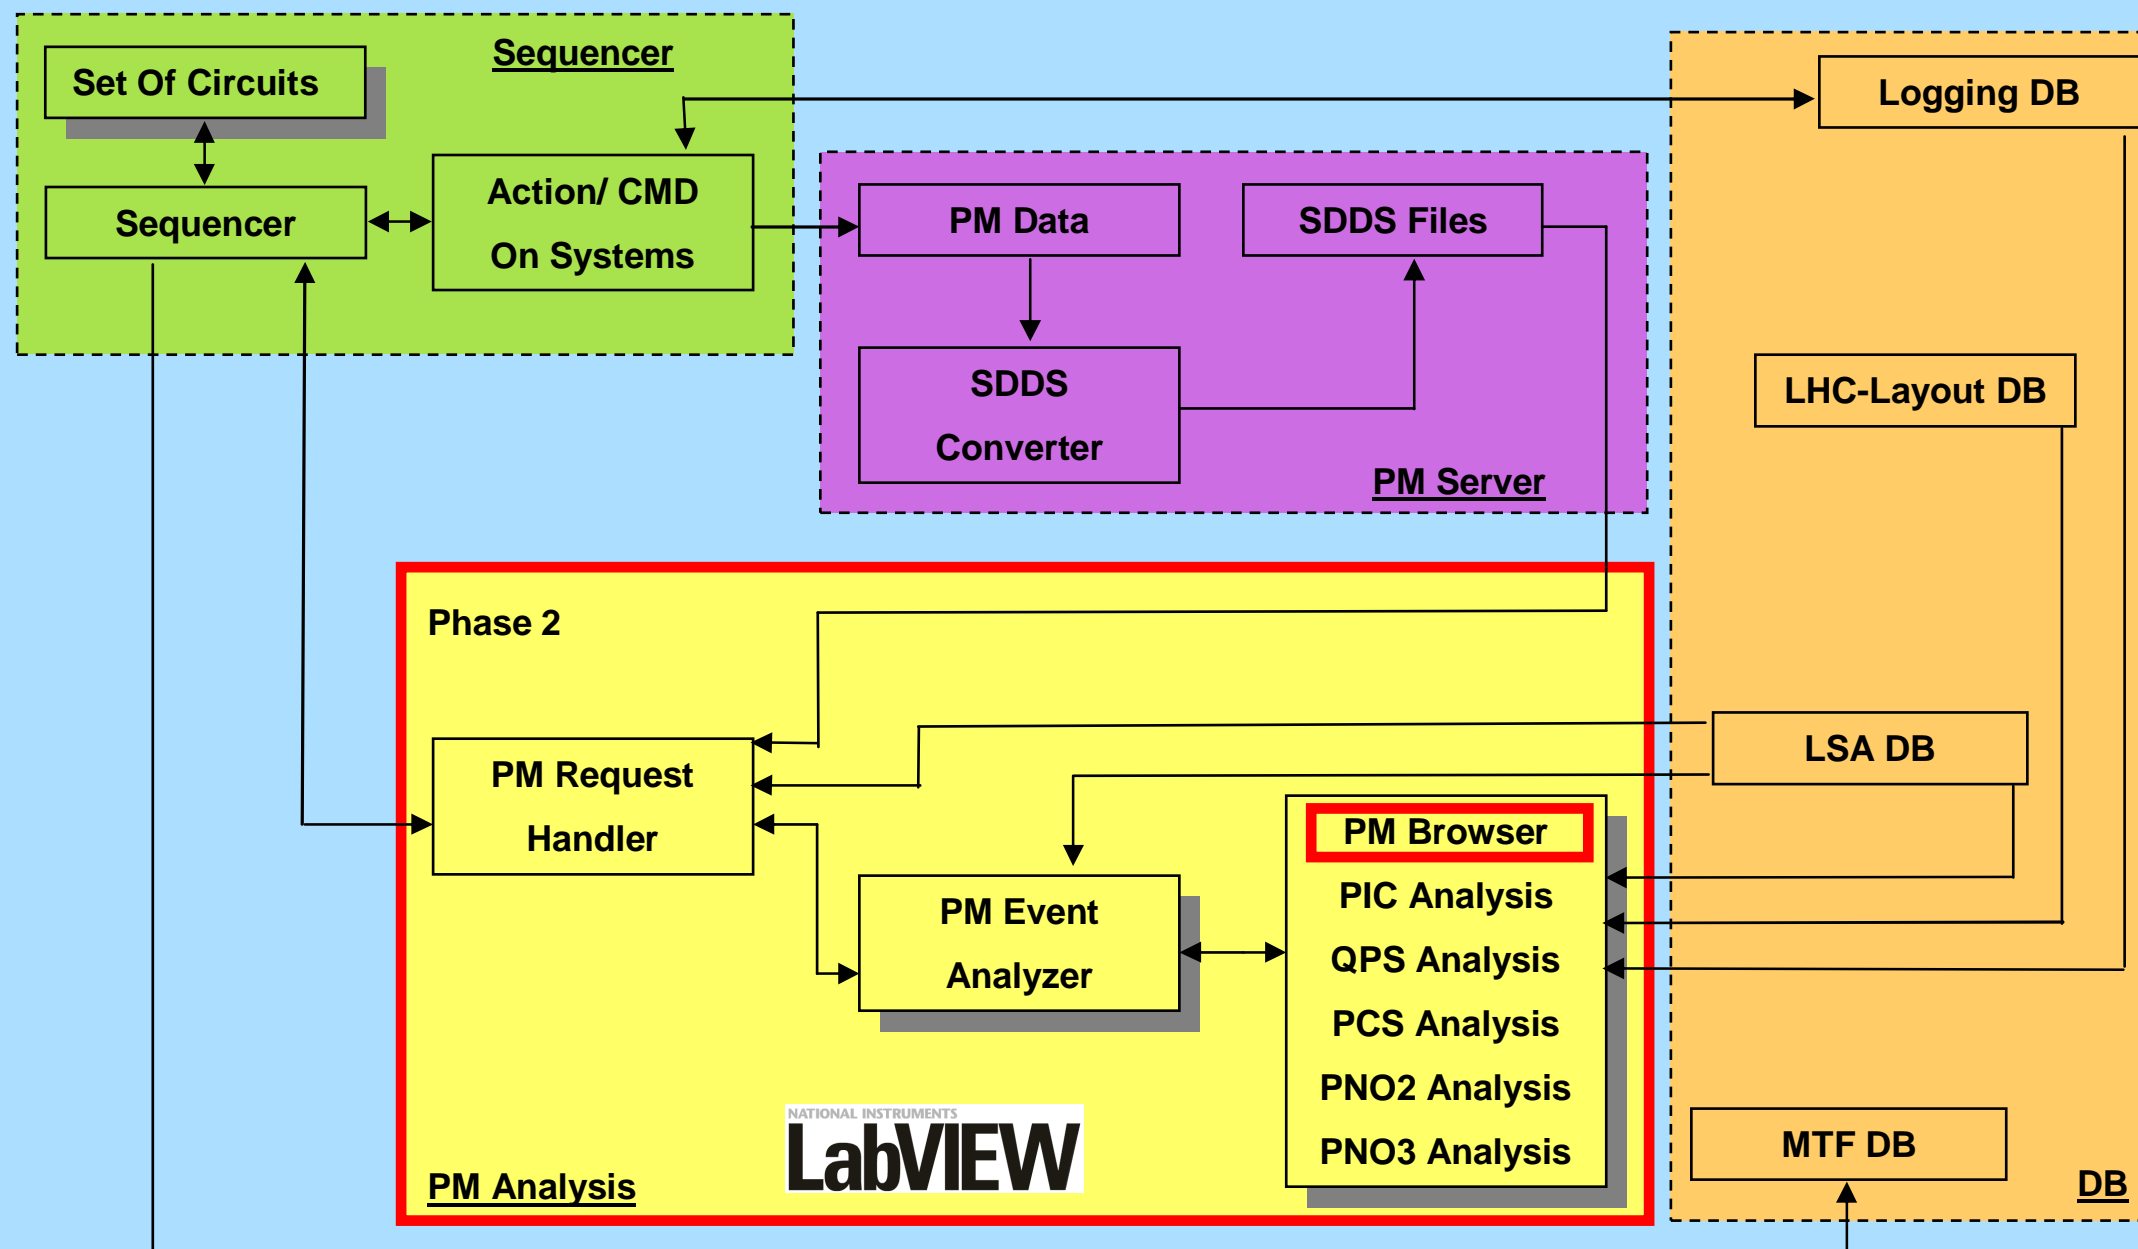 Sequencer
Set Of Circuits
Sequencer
Action/ CMD
On Systems
PM Data
SDDS Files
SDDS
Converter
PM Server
Logging DB
LHC-Layout DB
LSA DB
MTF DB
DB
Phase 2
PM Request
Handler
PM Event
Analyzer
PM Browser
PIC Analysis
QPS Analysis
PCS Analysis
PNO2 Analysis
PNO3 Analysis
NATIONAL INSTRUMENTS
LabVIEW
PM Analysis